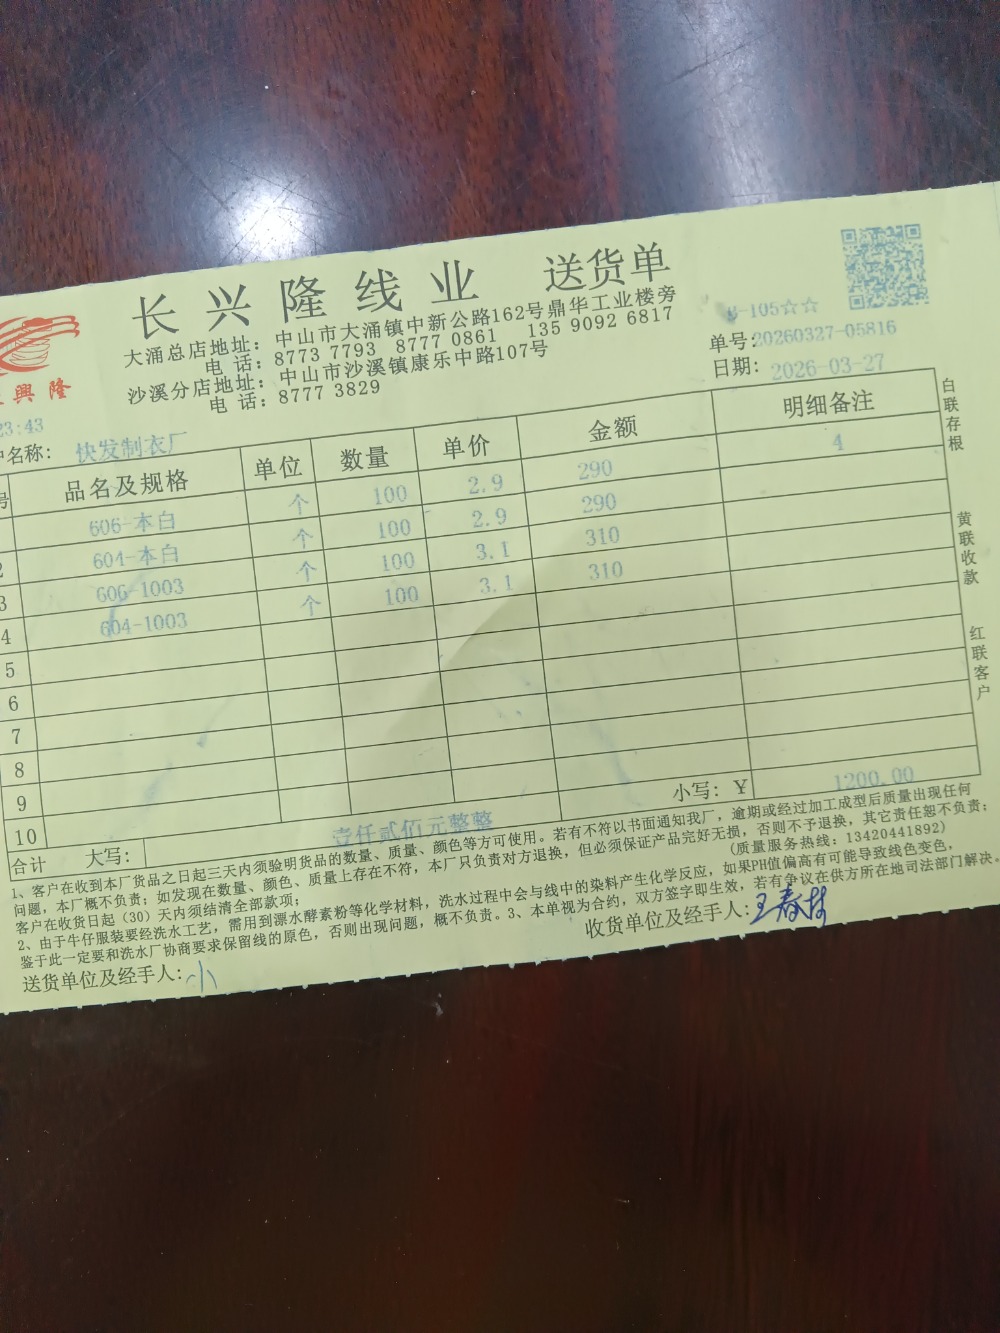 長興隆线业 送货单
大涌总店地址：中山市大涌镇中新公路162号鼎华工业楼旁
电 话：8773 7793 8777 0861 135 9092 6817
沙溪分店地址：中山市沙溪镇康乐中路107号
电 话：8777 3829
興 隆
-105☆☆
单号:20260327-05816
日期: 2026-03-27
23:43
户名称: 快发制衣厂
号 品名及规格 单位 数量 单价 金额 明细备注
606-本白 个 100 2.9 290 4
2 604-本白 个 100 2.9 290
3 606-1003 个 100 3.1 310
4 604-1003 个 100 3.1 310
5
6
7
8
9
10
合计 大写: 壹仟贰佰元整整 小写: ￥ 1200.00
1、客户在收到本厂货品之日起三天内须验明货品的数量、质量、颜色等方可使用。若有不符以书面通知我厂，逾期或经过加工成型后质量出现任何
问题，本厂概不负责；如发现在数量、颜色、质量上存在不符，本厂只负责对方退换，但必须保证产品完好无损，否则不予退换，其它责任恕不负责；
客户在收货日起（30）天内须结清全部款项； (质量服务热线: 13420441892)
2、由于牛仔服装要经洗水工艺，需用到漂水酵素粉等化学材料，洗水过程中会与线中的染料产生化学反应，如果PH值偏高有可能导致线色变色，
鉴于此一定要和洗水厂协商要求保留线的原色，否则出现问题，概不负责。3、本单视为合约，双方签字即生效，若有争议在供方所在地司法部门解决。
送货单位及经手人: 小 收货单位及经手人:
白联存根
黄联收款
红联客户